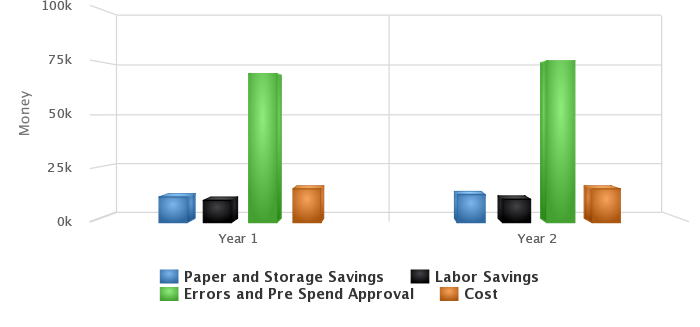 100k
75k
Money
50k
25k
0k
Year 1 Year 2
Paper and Storage Savings Labor Savings
Errors and Pre Spend Approval Cost